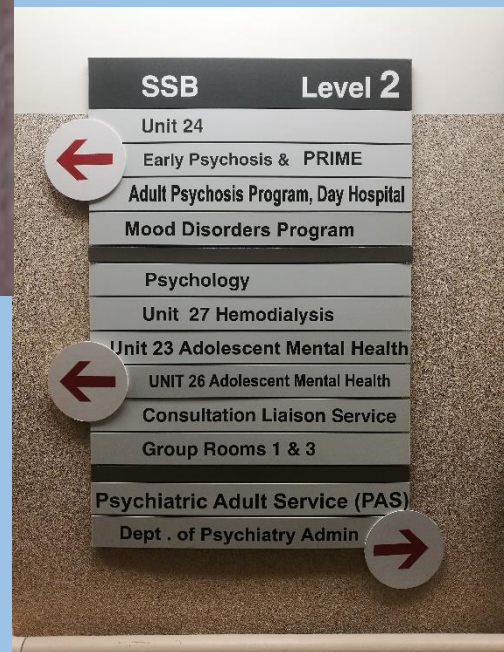 SSB Level 2
Unit 24
Early Psychosis & PRIME
Adult Psychosis Program, Day Hospital
Mood Disorders Program
Psychology
Unit 27 Hemodialysis
Unit 23 Adolescent Mental Health
UNIT 26 Adolescent Mental Health
Consultation Liaison Service
Group Rooms 1 & 3
Psychiatric Adult Service (PAS)
Dept . of Psychiatry Admin